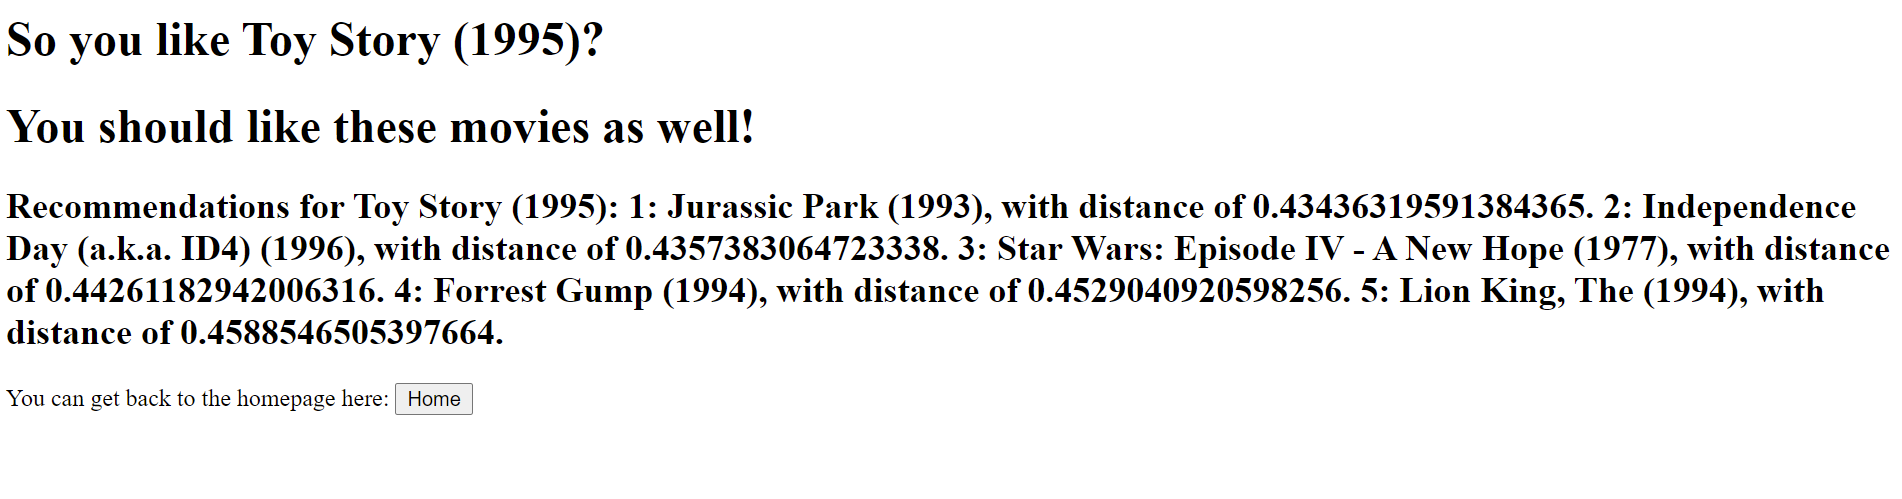 So you like Toy Story (1995)?
You should like these movies as well!
Recommendations for Toy Story (1995): 1: Jurassic Park (1993), with distance of 0.43436319591384365. 2: Independence
Day (a.k.a. ID4) (1996), with distance of 0.4357383064723338. 3: Star Wars: Episode IV - A New Hope (1977), with distance
of 0.44261182942006316. 4: Forrest Gump (1994), with distance of 0.4529040920598256. 5: Lion King, The (1994), with
distance of 0.4588546505397664.
You can get back to the homepage here: Home